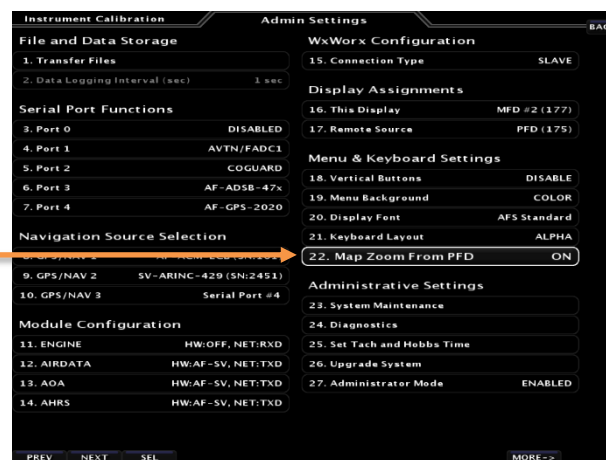 Instrument Calibration
Admin Settings
BAC
File and Data Storage
1. Transfer Files
2. Data Logging Interval (sec) 1 sec
Serial Port Functions
3. Port 0 DISABLED
4. Port 1 AVTN/FADC1
5. Port 2 COGUARD
6. Port 3 AF-ADSB-47x
7. Port 4 AF-GPS-2020
Navigation Source Selection
8. GPS/NAV 1
9. GPS/NAV 2 SV-ARINC-429 (SN:2451)
10. GPS/NAV 3 Serial Port #4
Module Configuration
11. ENGINE HW:OFF, NET:RXD
12. AIRDATA HW:AF-SV, NET:TXD
13. AOA HW:AF-SV, NET:TXD
14. AHRS HW:AF-SV, NET:TXD
WxWorx Configuration
15. Connection Type SLAVE
Display Assignments
16. This Display MFD #2 (177)
17. Remote Source PFD (175)
Menu & Keyboard Settings
18. Vertical Buttons DISABLE
19. Menu Background COLOR
20. Display Font AFS Standard
21. Keyboard Layout ALPHA
22. Map Zoom From PFD ON
Administrative Settings
23. System Maintenance
24. Diagnostics
25. Set Tach and Hobbs Time
26. Upgrade System
27. Administrator Mode ENABLED
PREV NEXT SEL MORE->